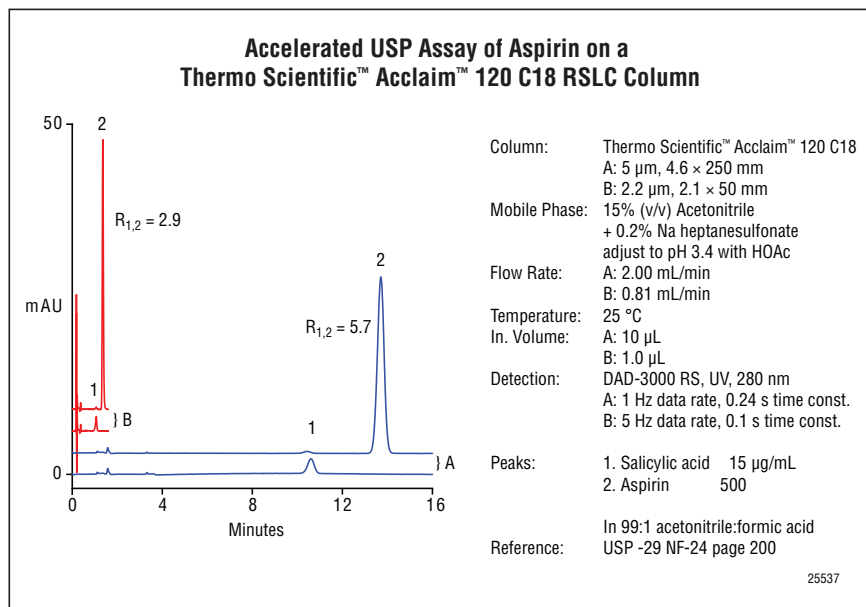 Accelerated USP Assay of Aspirin on a
Thermo Scientific™ Acclaim™ 120 C18 RSLC Column
50
2
R1,2 = 2.9
mAU
1
} B
2
R1,2 = 5.7
1
} A
0
0 4 8 12 16
Minutes
Column: Thermo Scientific™ Acclaim™ 120 C18
A: 5 µm, 4.6 × 250 mm
B: 2.2 µm, 2.1 × 50 mm
Mobile Phase: 15% (v/v) Acetonitrile
+ 0.2% Na heptanesulfonate
adjust to pH 3.4 with HOAc
Flow Rate: A: 2.00 mL/min
B: 0.81 mL/min
Temperature: 25 °C
In. Volume: A: 10 µL
B: 1.0 µL
Detection: DAD-3000 RS, UV, 280 nm
A: 1 Hz data rate, 0.24 s time const.
B: 5 Hz data rate, 0.1 s time const.
Peaks: 1. Salicylic acid 15 µg/mL
2. Aspirin 500
In 99:1 acetonitrile:formic acid
Reference: USP -29 NF-24 page 200
25537